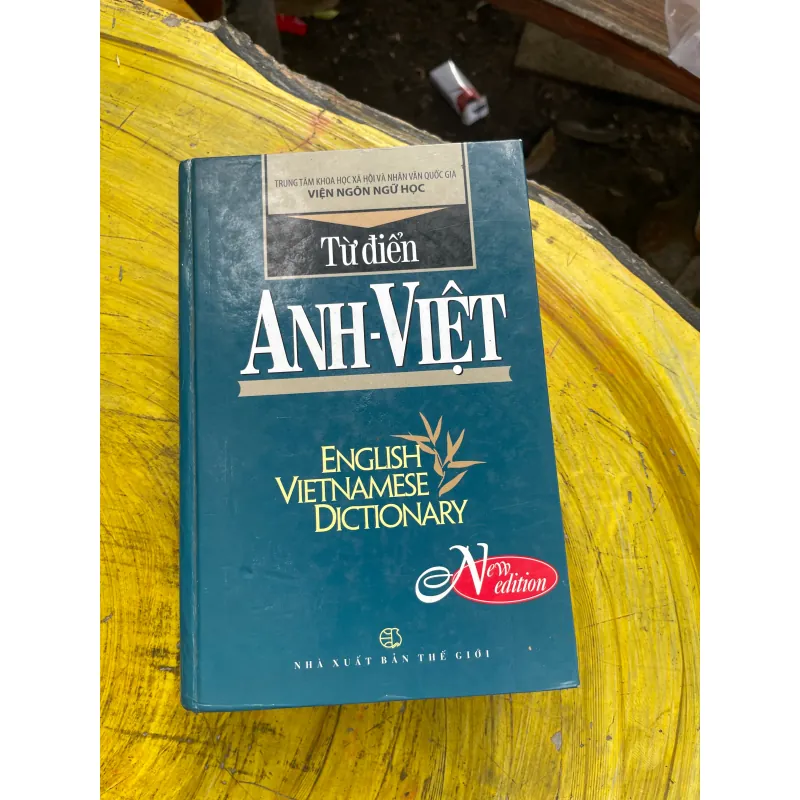 TRUNG TÂM KHOA HỌC XÃ HỘI VÀ NHÂN VĂN QUỐC GIA
VIỆN NGÔN NGỮ HỌC
Từ điển
ANH-VIỆT
ENGLISH
VIETNAMESE
DICTIONARY
New
edition
NHÀ XUẤT BẢN THẾ GIỚI